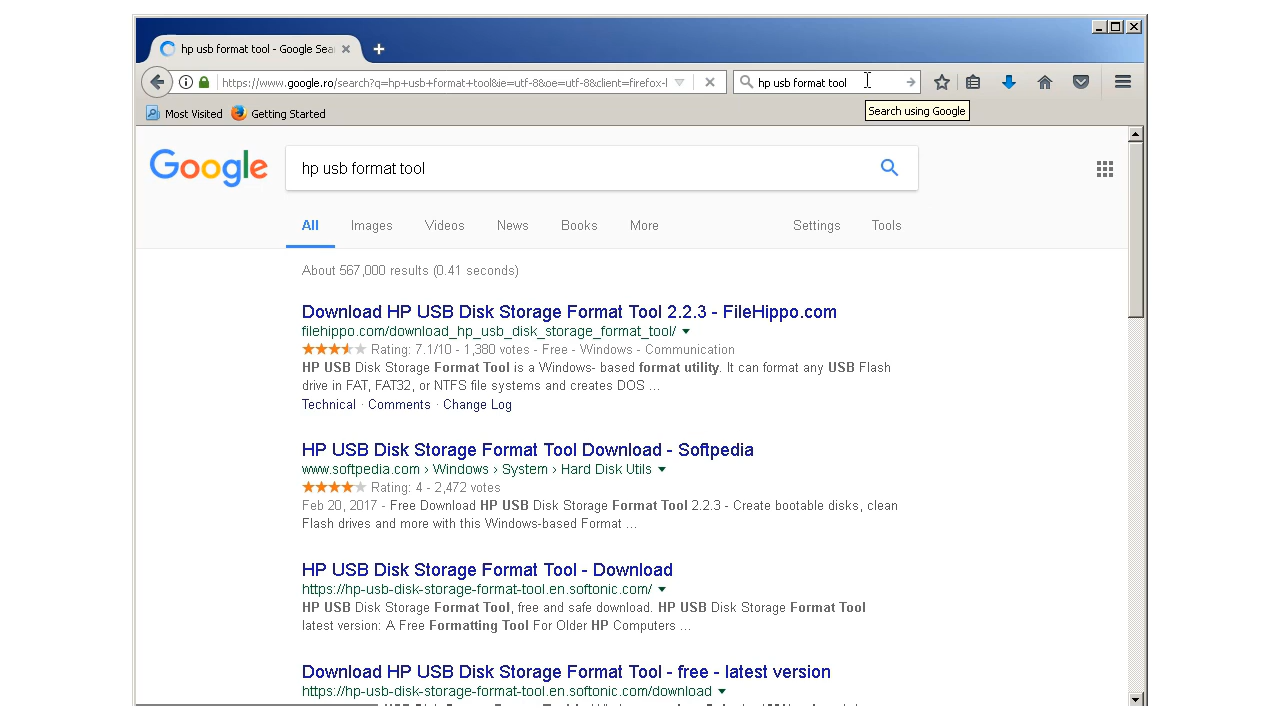 hp usb format tool - Google Sea
https://www.google.ro/search?q=hp+usb+format+tool&ie=utf-8&oe=utf-8&client=firefox-l
hp usb format tool
Search using Google
Most Visited
Getting Started
Google
hp usb format tool
All
Images
Videos
News
Books
More
Settings
Tools
About 567,000 results (0.41 seconds)
Download HP USB Disk Storage Format Tool 2.2.3 - FileHippo.com
filehippo.com/download_hp_usb_disk_storage_format_tool/
Rating: 7.1/10 - 1,380 votes - Free - Windows - Communication
HP USB Disk Storage Format Tool is a Windows- based format utility. It can format any USB Flash
drive in FAT, FAT32, or NTFS file systems and creates DOS ...
Technical · Comments · Change Log
HP USB Disk Storage Format Tool Download - Softpedia
www.softpedia.com › Windows › System › Hard Disk Utils
Rating: 4 - 2,472 votes
Feb 20, 2017 - Free Download HP USB Disk Storage Format Tool 2.2.3 - Create bootable disks, clean
Flash drives and more with this Windows-based Format ...
HP USB Disk Storage Format Tool - Download
https://hp-usb-disk-storage-format-tool.en.softonic.com/
HP USB Disk Storage Format Tool, free and safe download. HP USB Disk Storage Format Tool
latest version: A Free Formatting Tool For Older HP Computers ...
Download HP USB Disk Storage Format Tool - free - latest version
https://hp-usb-disk-storage-format-tool.en.softonic.com/download